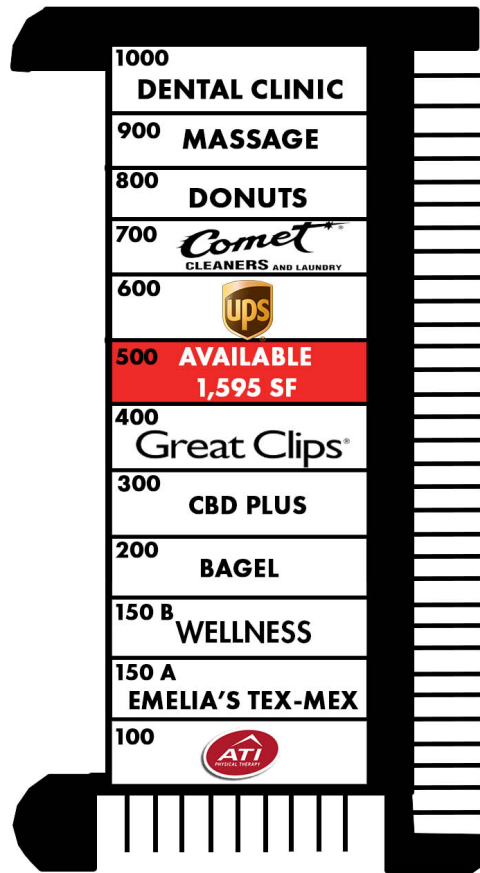 1000
DENTAL CLINIC
900 MASSAGE
800
DONUTS
700 Comet®
CLEANERS AND LAUNDRY
600
ups®
500 AVAILABLE
1,595 SF
400
Great Clips®
300
CBD PLUS
200
BAGEL
150 B
WELLNESS
150 A
EMELIA'S TEX-MEX
100
ATI
PHYSICAL THERAPY